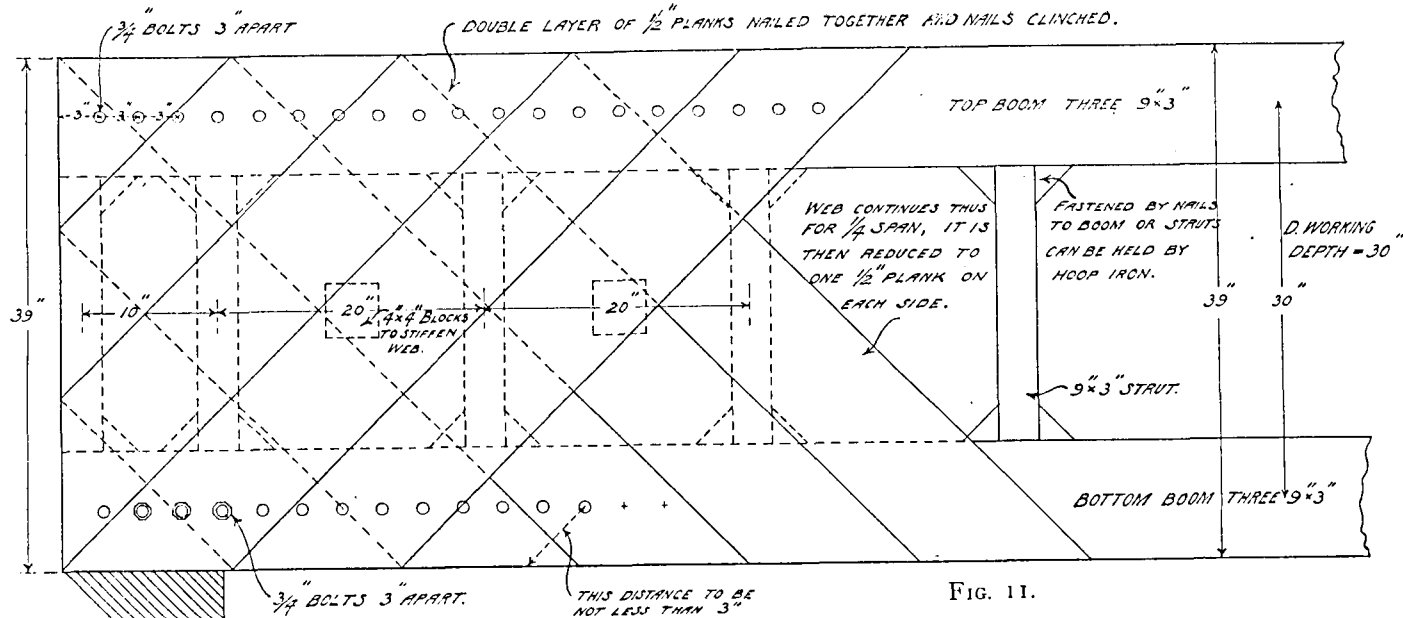 3/4" BOLTS 3" APART
DOUBLE LAYER OF 1/2" PLANKS NAILED TOGETHER AND NAILS CLINCHED.
-3"-
3"
-3"-
TOP BOOM THREE 9"×3"
WEB CONTINUES THUS
FOR 1/4 SPAN, IT IS
THEN REDUCED TO
ONE 1/2" PLANK ON
EACH SIDE.
FASTENED BY NAILS
TO BOOM OR STRUTS
CAN BE HELD BY
HOOP IRON.
D. WORKING
DEPTH = 30"
39"
10"
20"
4"×4" BLOCKS
TO STIFFEN
WEB.
20"
39"
30"
9"×3" STRUT.
BOTTOM BOOM THREE 9"×3"
3/4" BOLTS 3" APART.
THIS DISTANCE TO BE
NOT LESS THAN 3"
FIG. 11.